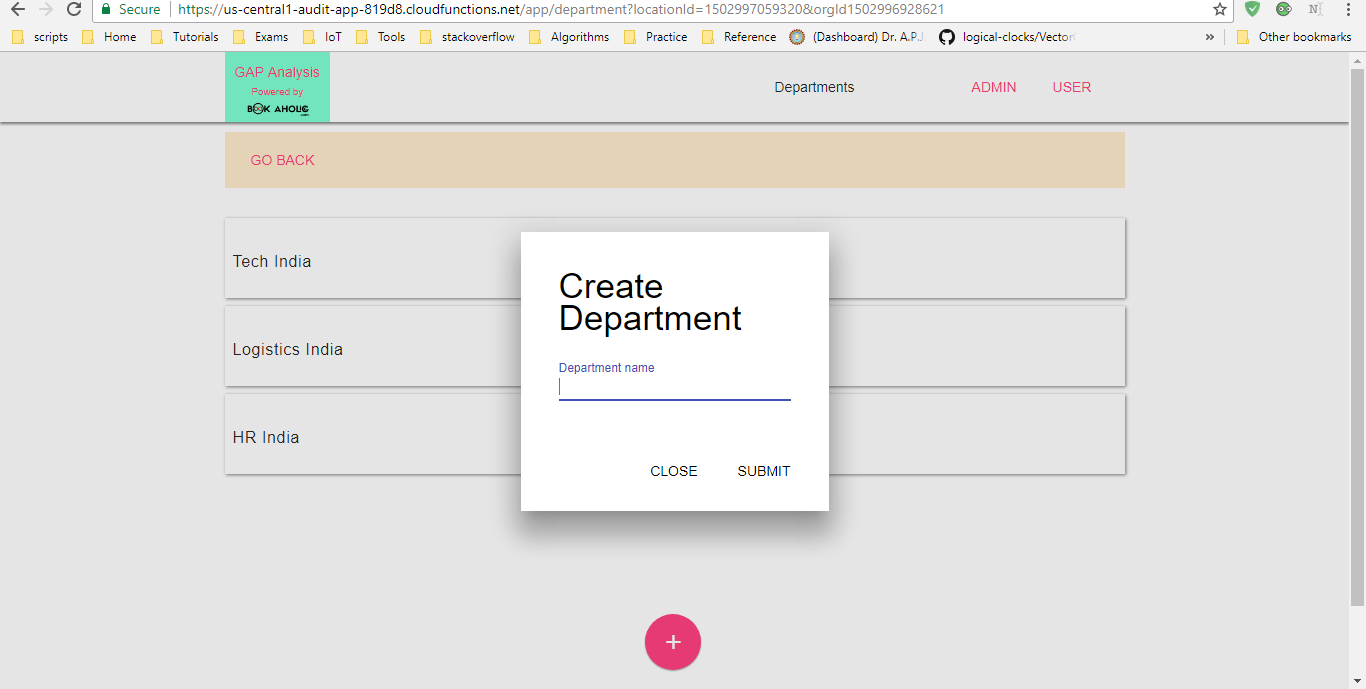 Secure https://us-central1-audit-app-819d8.cloudfunctions.net/app/department?locationId=1502997059320&orgId1502996928621
scripts Home Tutorials Exams IoT Tools stackoverflow Algorithms Practice Reference (Dashboard) Dr. A.P.J logical-clocks/Vector » Other bookmarks
GAP Analysis
Powered by
BOOK AHOLIC
.com
Departments ADMIN USER
GO BACK
Tech India
Logistics India
HR India
Create
Department
Department name
CLOSE SUBMIT
+